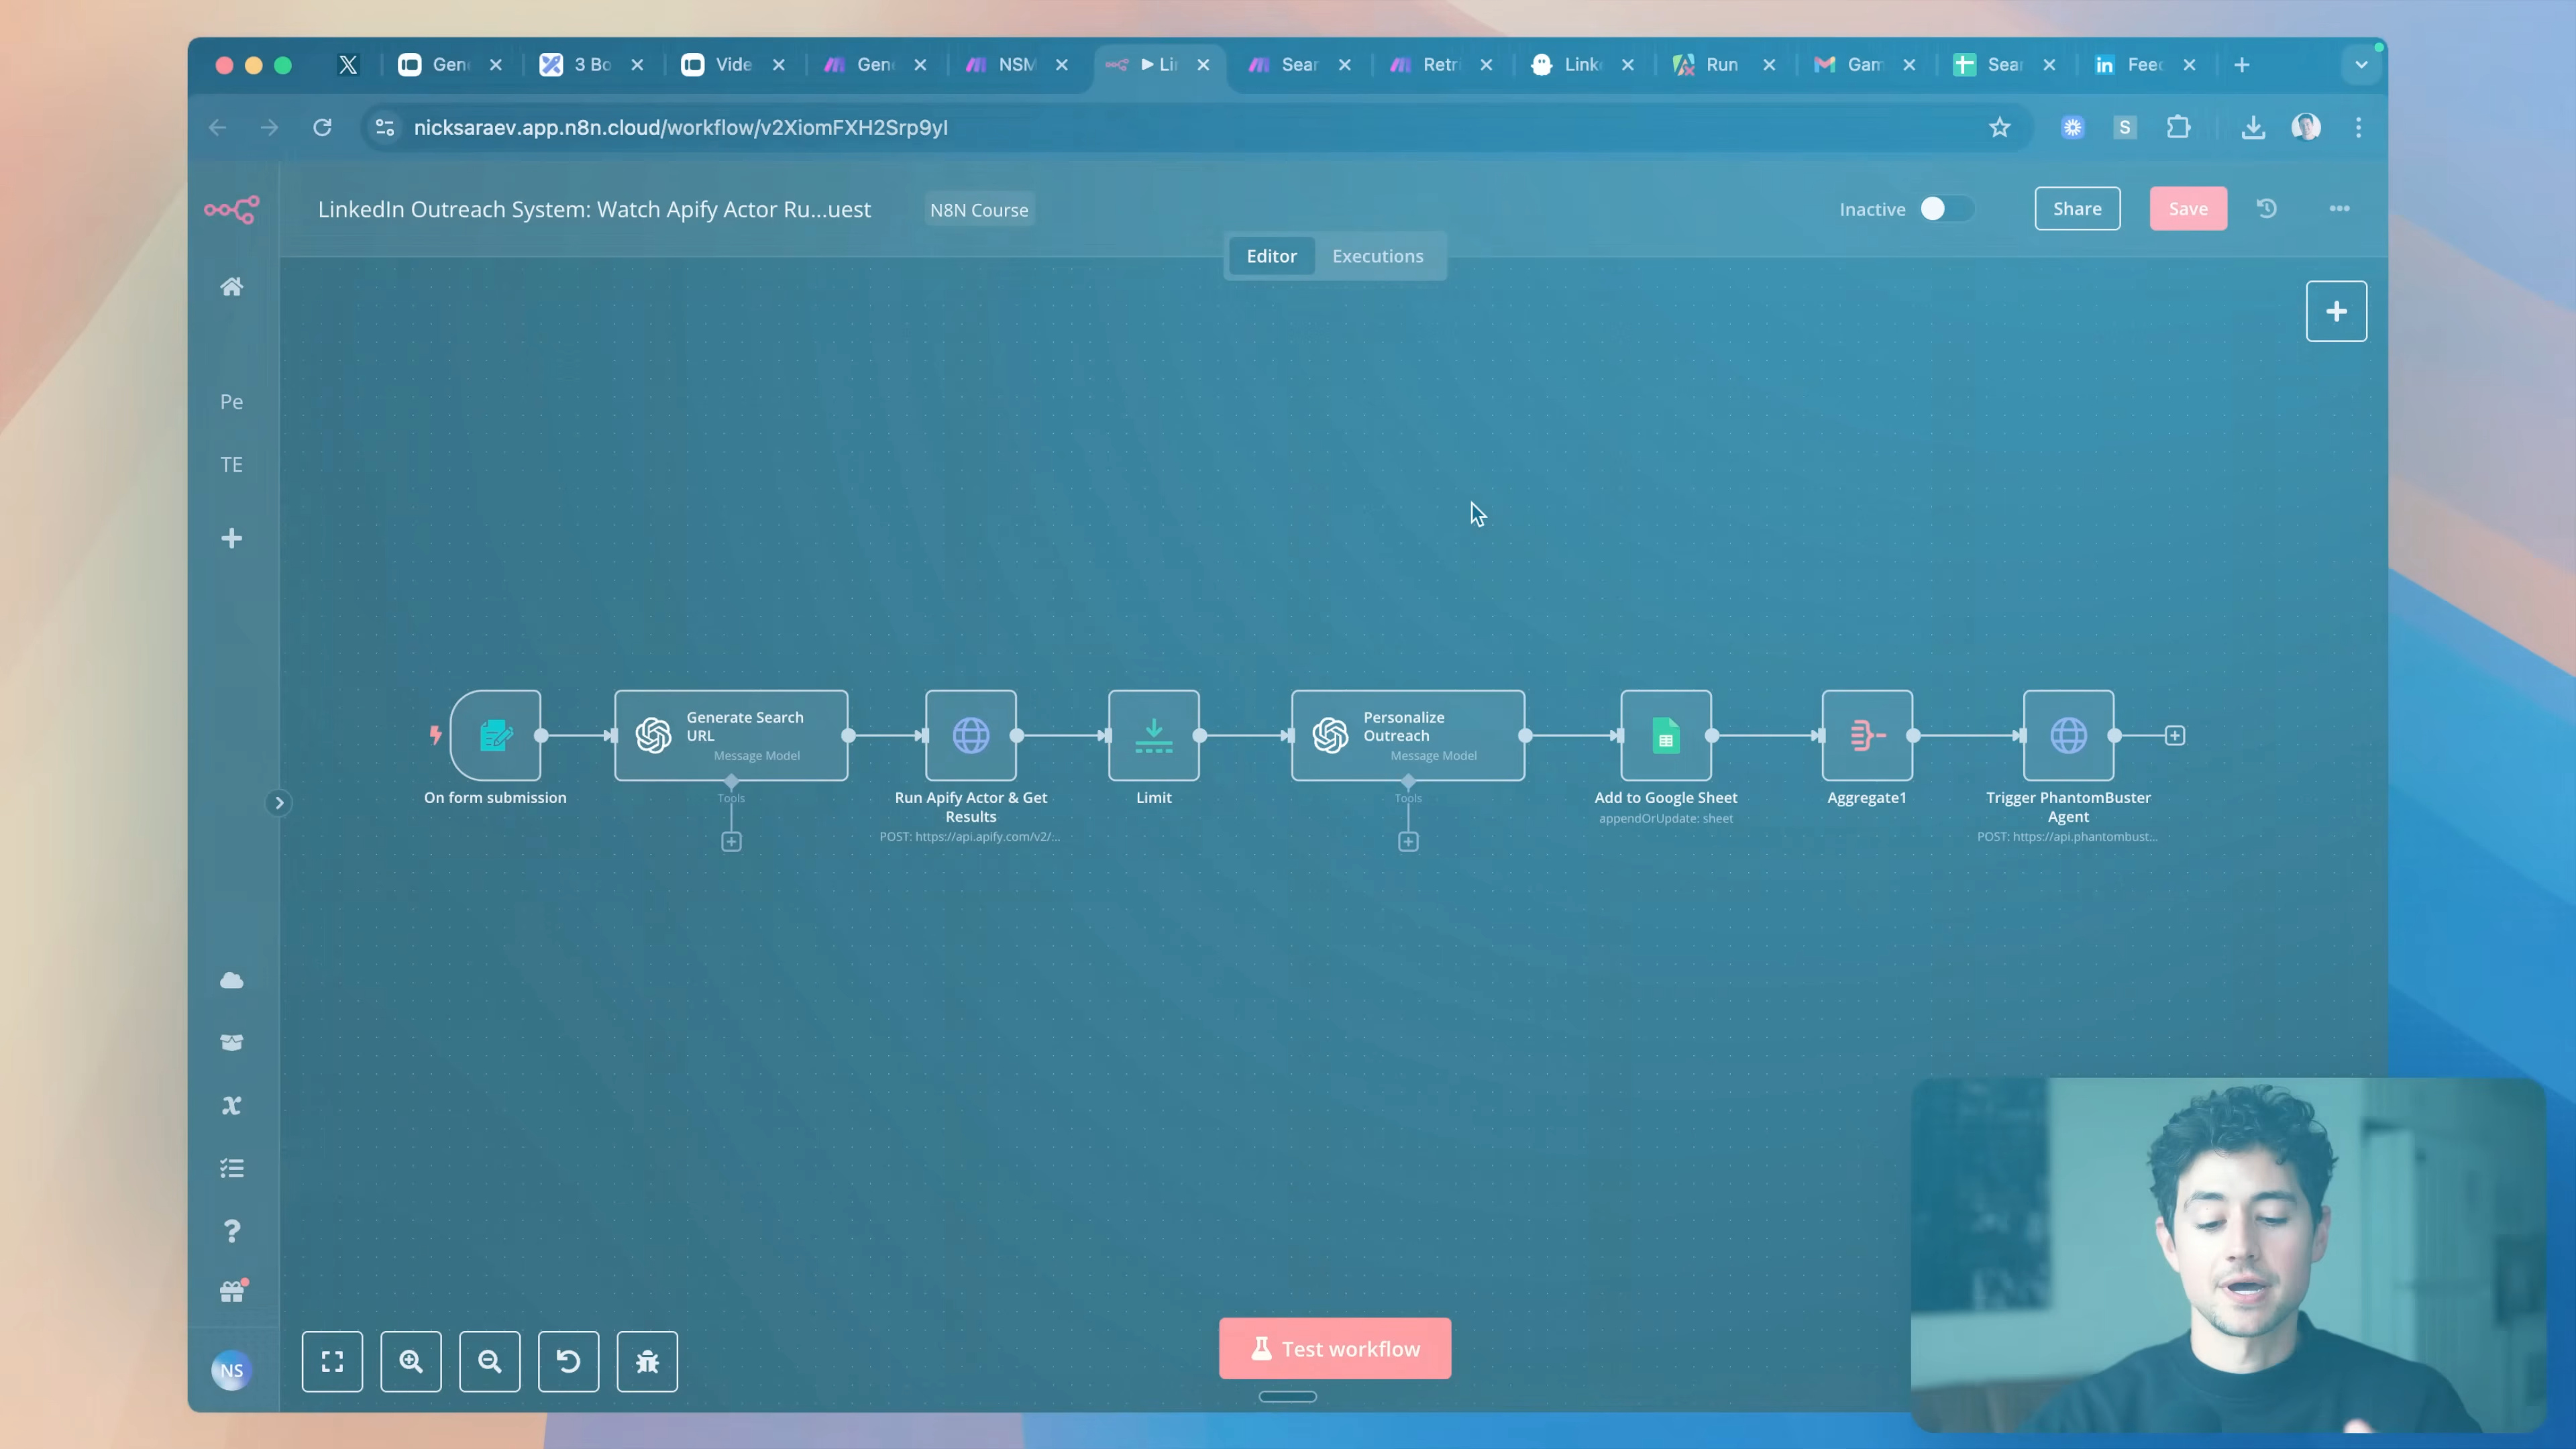 Gen
3 Bo
Vide
Gen
NSM
Li
Sear
Retri
Link
Run
Gam
Sear
Feed
nicksaraev.app.n8n.cloud/workflow/v2XiomFXH2Srp9yI
S
LinkedIn Outreach System: Watch Apify Actor Ru...uest
N8N Course
Inactive
Share
Save
Editor
Executions
Pe
TE
Generate Search
URL
Message Model
Personalize
Outreach
Message Model
On form submission
Tools
Run Apify Actor & Get
Results
POST: https://api.apify.com/v2/...
Limit
Tools
Add to Google Sheet
appendOrUpdate: sheet
Aggregate1
Trigger PhantomBuster
Agent
POST: https://api.phantombust...
NS
Test workflow